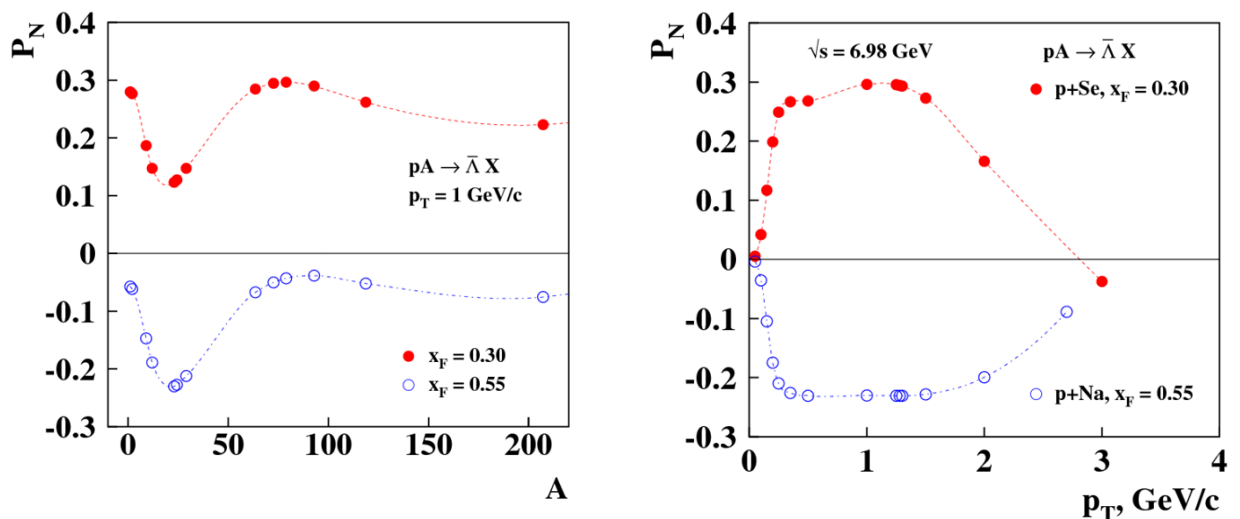 P_N
0.4
0.3
0.2
0.1
0
-0.1
-0.2
-0.3
pA → Λ̄ X
p_T = 1 GeV/c
x_F = 0.30
x_F = 0.55
0 50 100 150 200
A
P_N
0.4
0.3
0.2
0.1
0
-0.1
-0.2
-0.3
√s = 6.98 GeV
pA → Λ̄ X
p+Se, x_F = 0.30
p+Na, x_F = 0.55
0 1 2 3 4
p_T, GeV/c